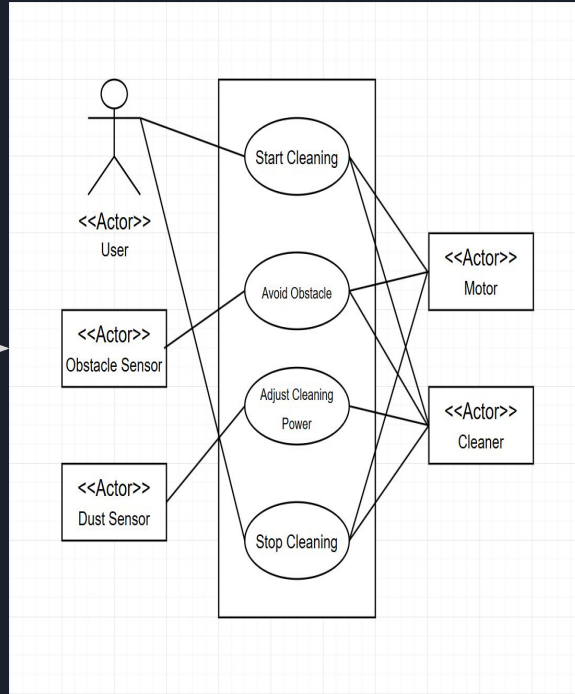 Start Cleaning
<<Actor>>
User
<<Actor>>
Motor
Avoid Obstacle
<<Actor>>
Obstacle Sensor
Adjust Cleaning
Power
<<Actor>>
Cleaner
<<Actor>>
Dust Sensor
Stop Cleaning